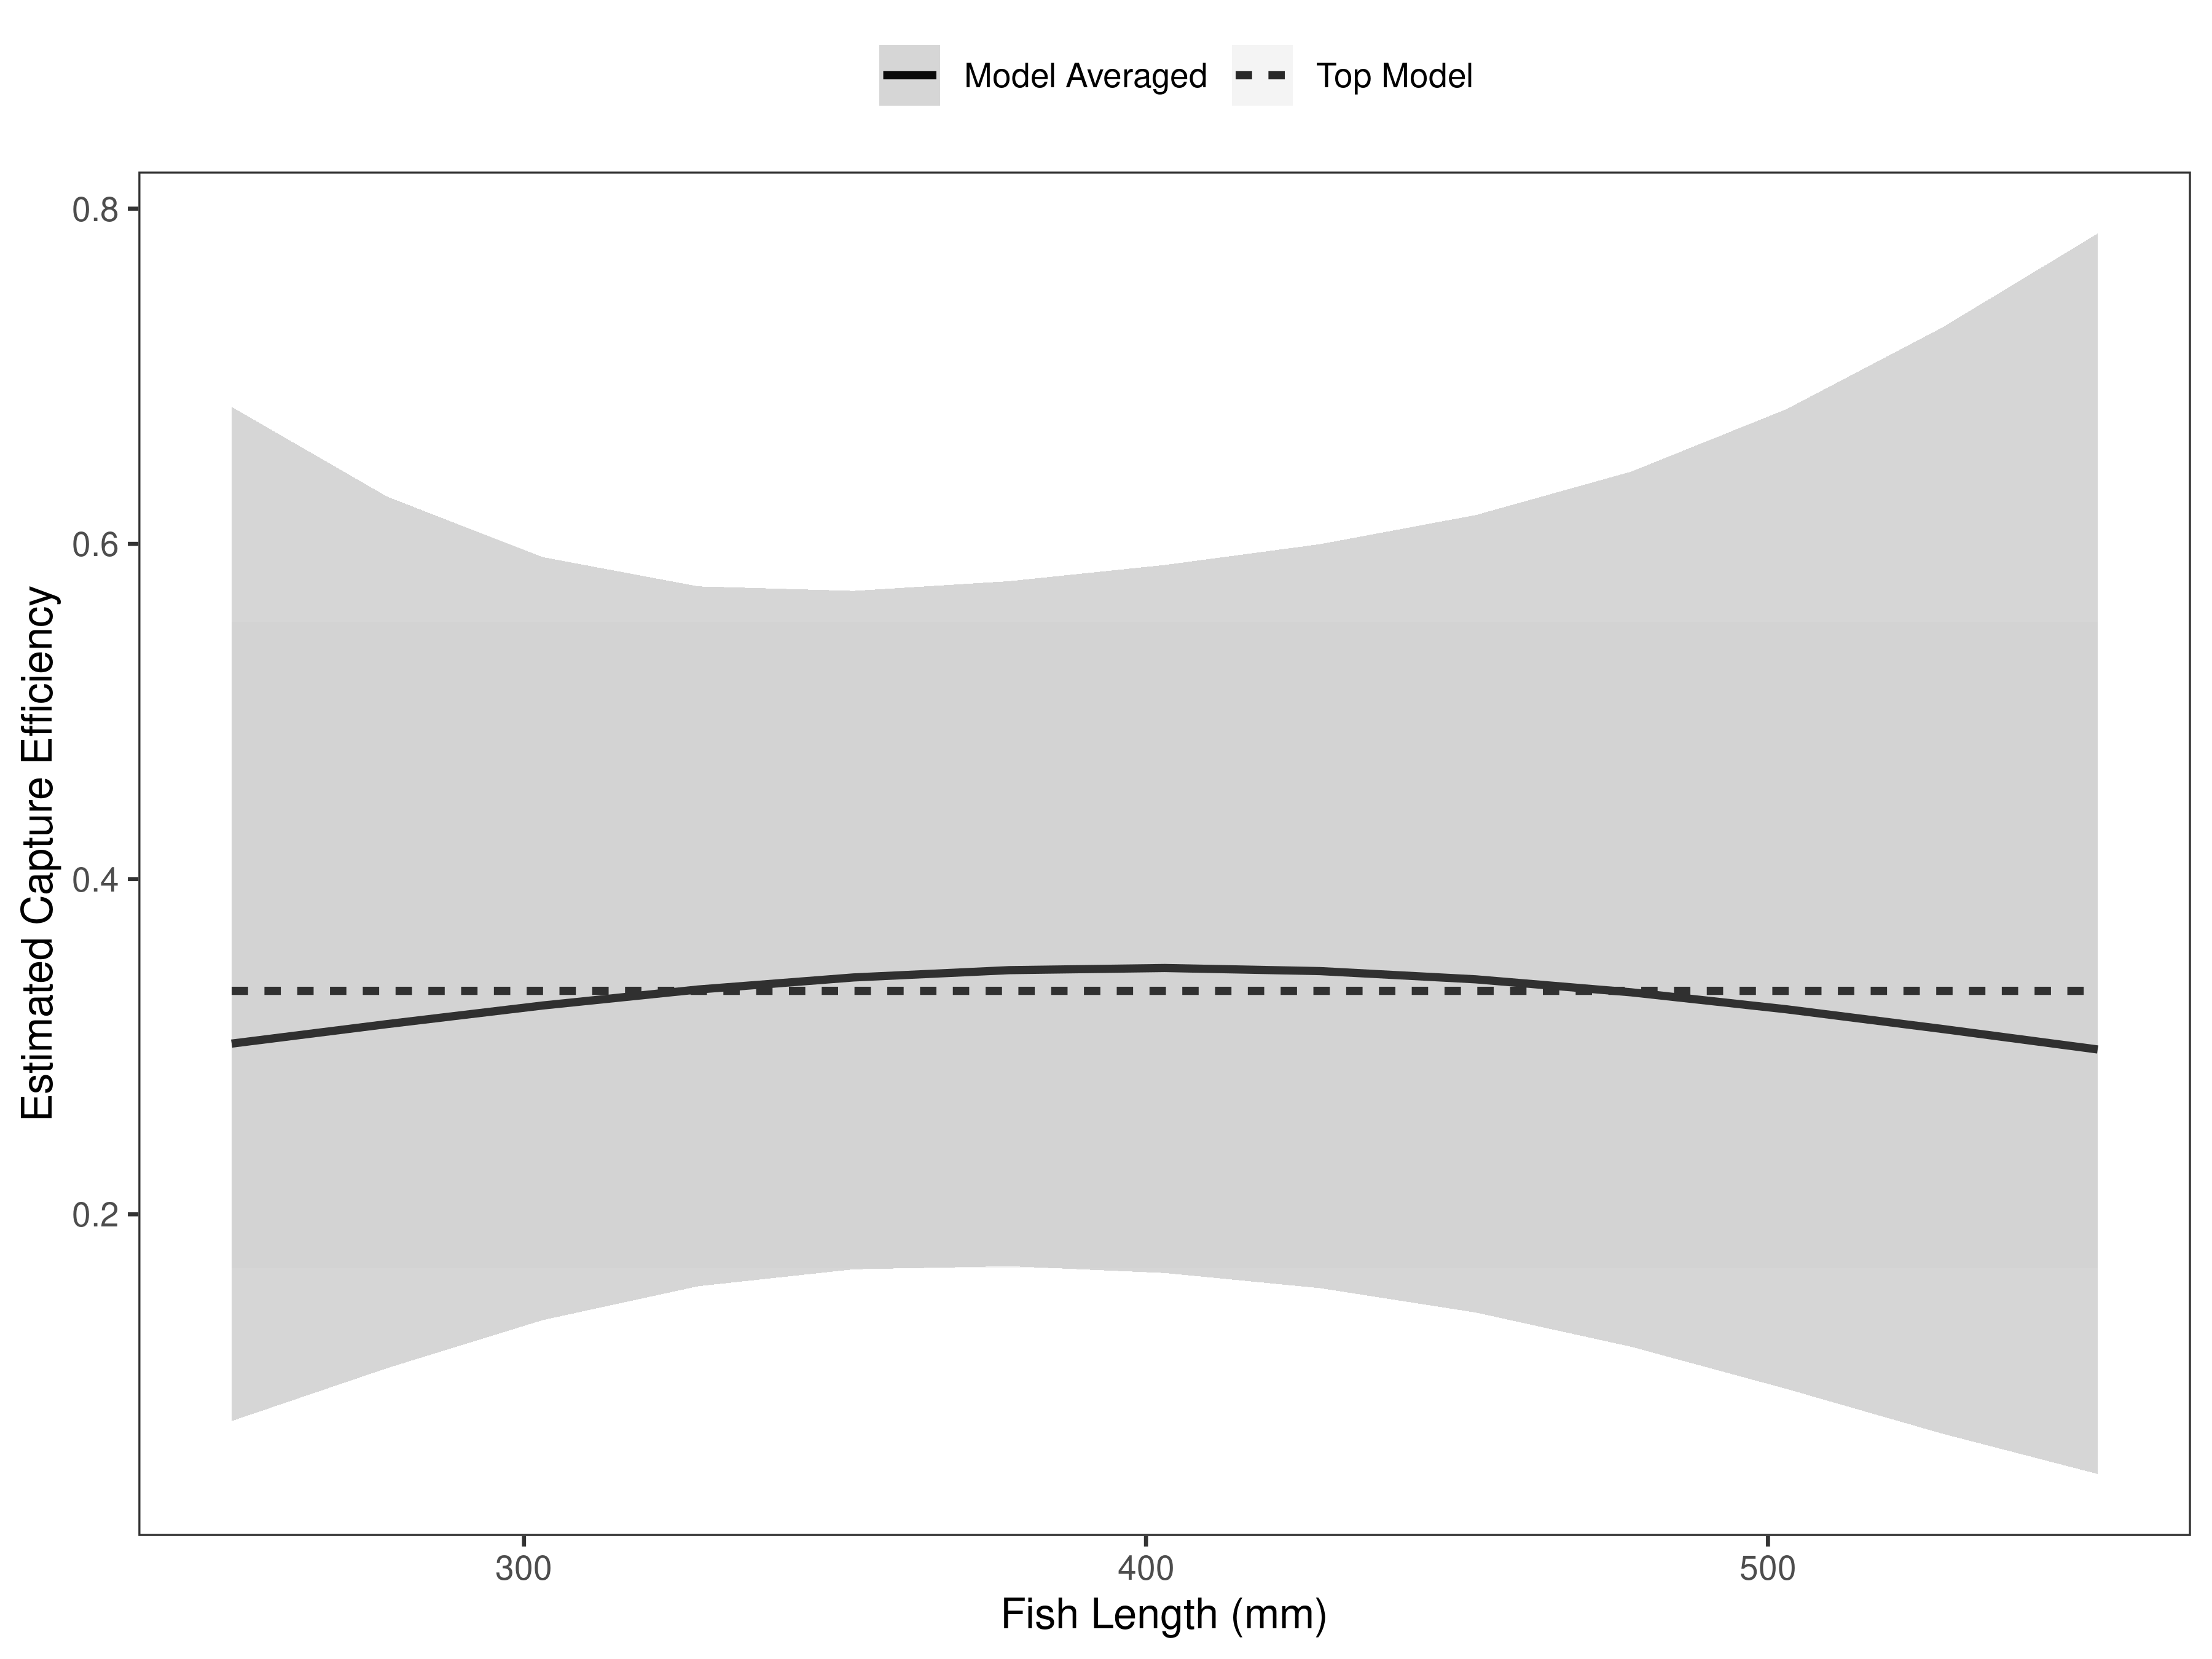 Model Averaged
Top Model
Estimated Capture Efficiency
0.8
0.6
0.4
0.2
300
400
500
Fish Length (mm)